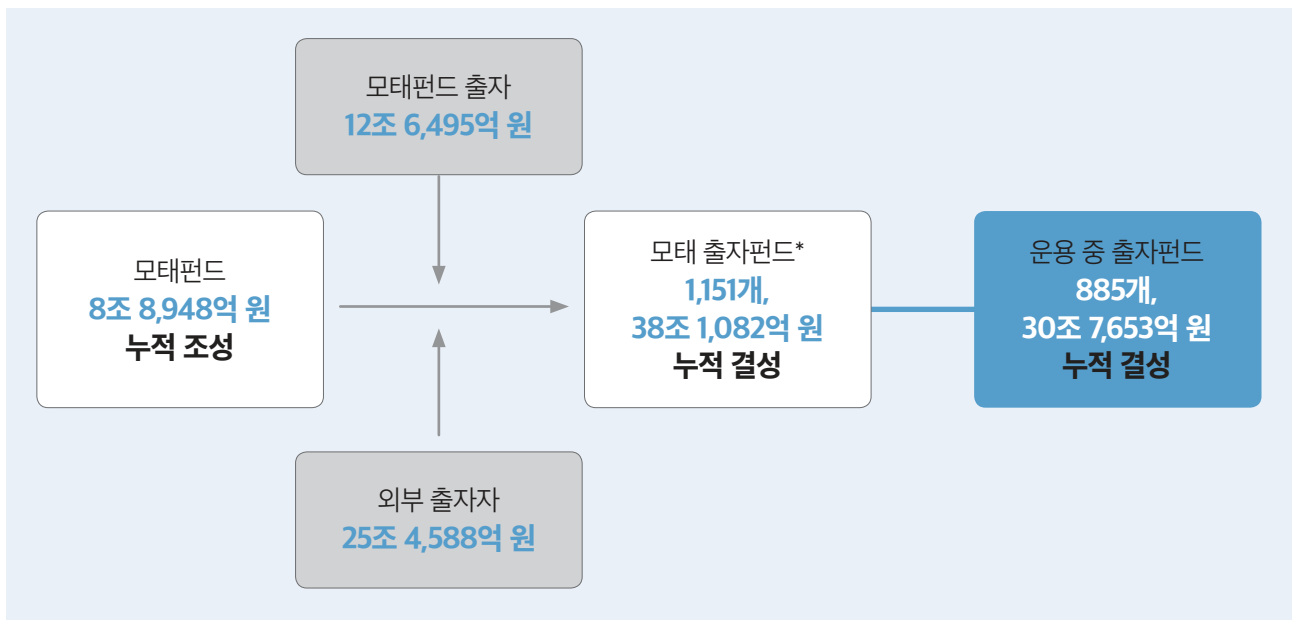 모태펀드 출자
12조 6,495억 원
모태펀드
8조 8,948억 원
누적 조성
모태 출자펀드*
1,151개,
38조 1,082억 원
누적 결성
운용 중 출자펀드
885개,
30조 7,653억 원
누적 결성
외부 출자자
25조 4,588억 원